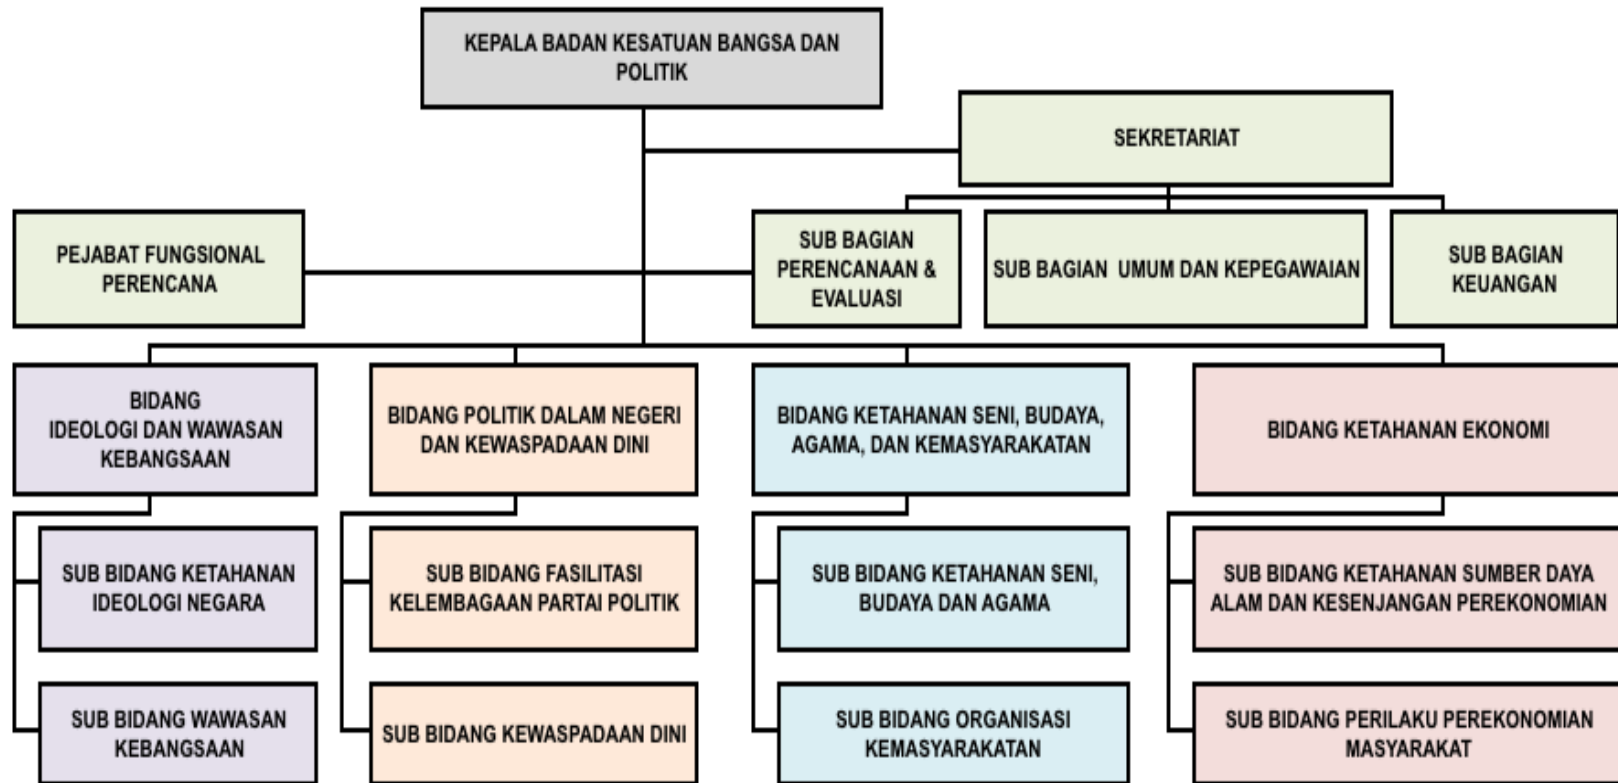 KEPALA BADAN KESATUAN BANGSA DAN
POLITIK
SEKRETARIAT
PEJABAT FUNGSIONAL
PERENCANA
SUB BAGIAN
PERENCANAAN &
EVALUASI
SUB BAGIAN UMUM DAN KEPEGAWAIAN
SUB BAGIAN
KEUANGAN
BIDANG
IDEOLOGI DAN WAWASAN
KEBANGSAAN
BIDANG POLITIK DALAM NEGERI
DAN KEWASPADAAN DINI
BIDANG KETAHANAN SENI, BUDAYA,
AGAMA, DAN KEMASYARAKATAN
BIDANG KETAHANAN EKONOMI
SUB BIDANG KETAHANAN
IDEOLOGI NEGARA
SUB BIDANG FASILITASI
KELEMBAGAAN PARTAI POLITIK
SUB BIDANG KETAHANAN SENI,
BUDAYA DAN AGAMA
SUB BIDANG KETAHANAN SUMBER DAYA
ALAM DAN KESENJANGAN PEREKONOMIAN
SUB BIDANG WAWASAN
KEBANGSAAN
SUB BIDANG KEWASPADAAN DINI
SUB BIDANG ORGANISASI
KEMASYARAKATAN
SUB BIDANG PERILAKU PEREKONOMIAN
MASYARAKAT